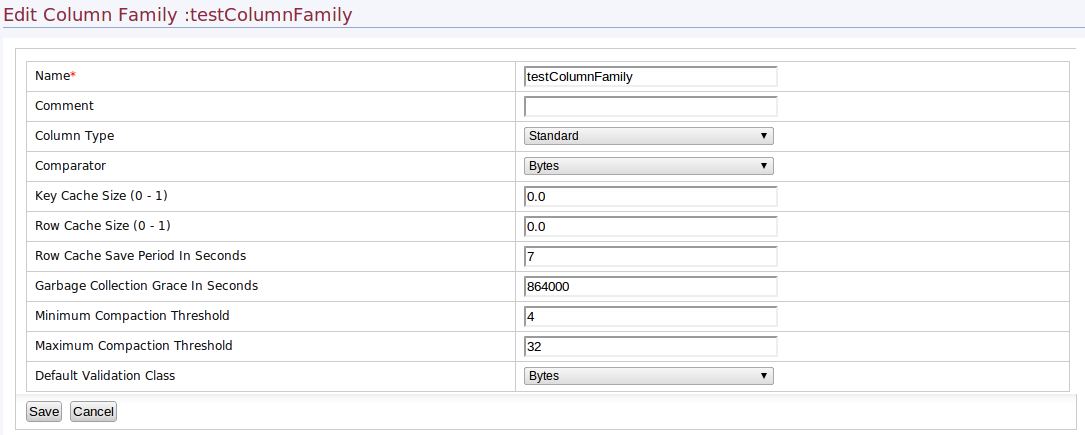 Edit Column Family :testColumnFamily
Name* testColumnFamily
Comment
Column Type Standard
Comparator Bytes
Key Cache Size (0 - 1) 0.0
Row Cache Size (0 - 1) 0.0
Row Cache Save Period In Seconds 7
Garbage Collection Grace In Seconds 864000
Minimum Compaction Threshold 4
Maximum Compaction Threshold 32
Default Validation Class Bytes
Save Cancel